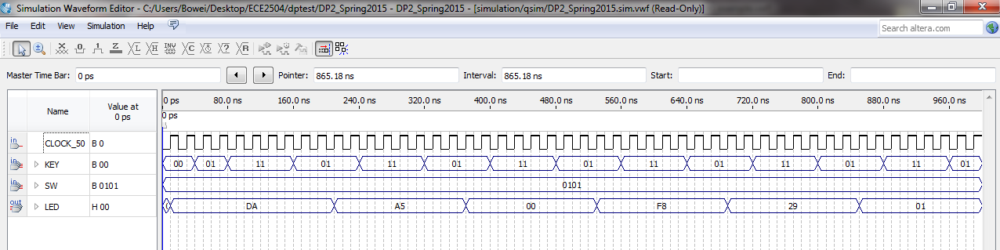 Simulation Waveform Editor - C:/Users/Bowei/Desktop/ECE2504/dptest/DP2_Spring2015 - DP2_Spring2015 - [simulation/qsim/DP2_Spring2015.sim.vwf (Read-Only)]
File Edit View Simulation Help Search altera.com
Master Time Bar: 0 ps Pointer: 865.18 ns Interval: 865.18 ns Start: End:
Name Value at 0 ps 0 ps 80.0 ns 160.0 ns 240.0 ns 320.0 ns 400.0 ns 480.0 ns 560.0 ns 640.0 ns 720.0 ns 800.0 ns 880.0 ns 960.0 ns
0 ps
in CLOCK_50 B 0
in KEY B 00 00 01 11 01 11 01 11 01 11 01 11 01 11 01
in SW B 0101 0101
out LED H 00 DA A5 00 F8 29 01